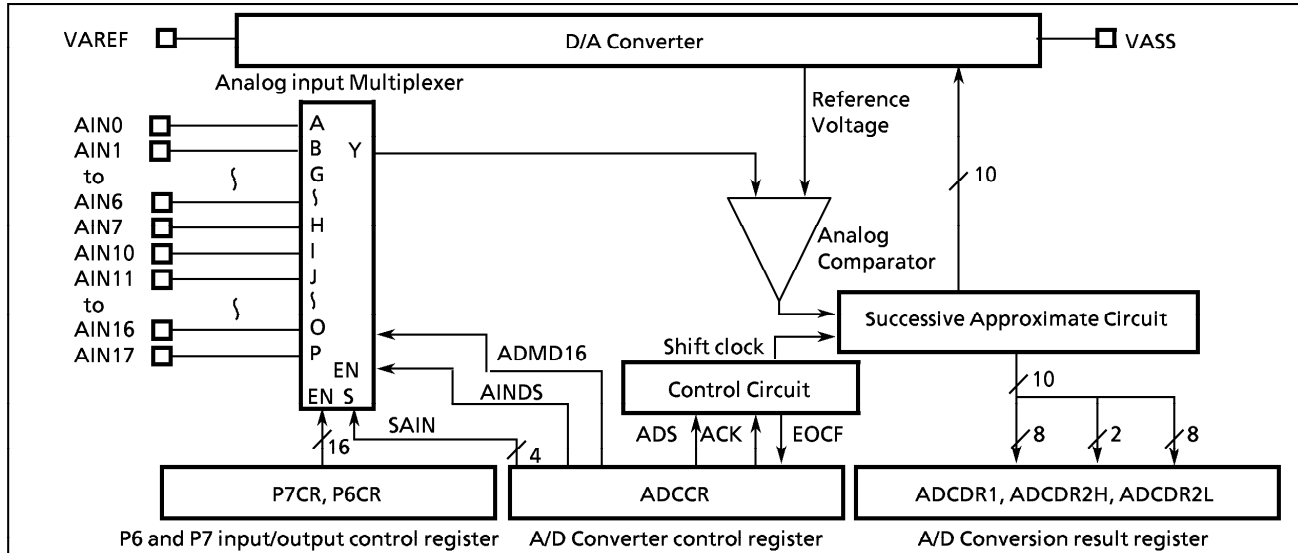 VAREF
D/A Converter
VASS
Analog input Multiplexer
Reference
Voltage
AIN0
AIN1
to
AIN6
AIN7
AIN10
AIN11
to
AIN16
AIN17
A
B
G
H
I
J
O
P
Y
EN
EN S
10
Analog
Comparator
Successive Approximate Circuit
Shift clock
Control Circuit
ADMD16
AINDS
SAIN
16
4
ADS
ACK
EOCF
10
8
2
8
P7CR, P6CR
ADCCR
ADCDR1, ADCDR2H, ADCDR2L
P6 and P7 input/output control register
A/D Converter control register
A/D Conversion result register